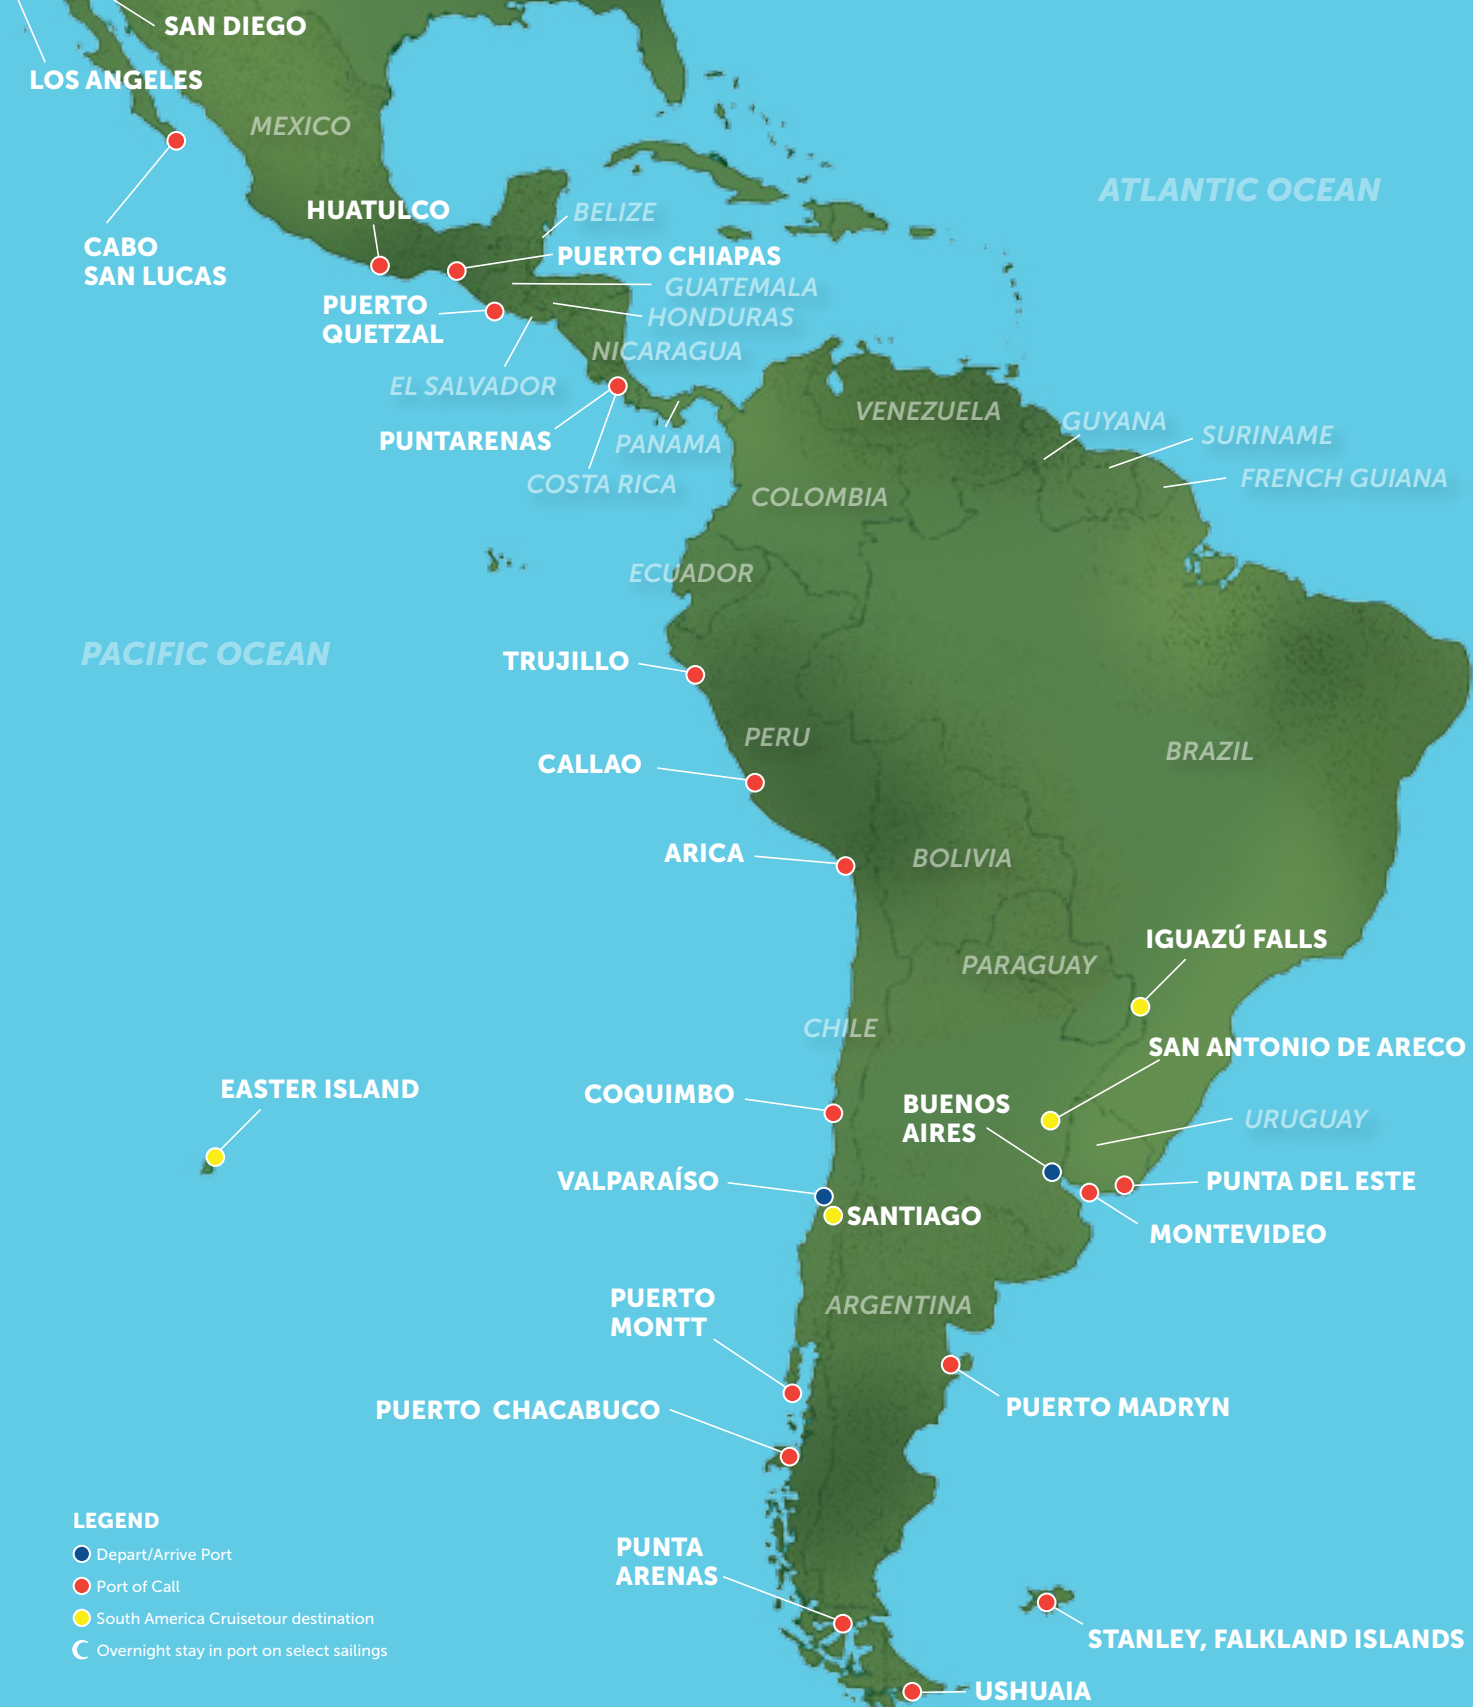 SAN DIEGO
LOS ANGELES
MEXICO
ATLANTIC OCEAN
HUATULCO
BELIZE
CABO
SAN LUCAS
PUERTO CHIAPAS
GUATEMALA
PUERTO
QUETZAL
HONDURAS
NICARAGUA
EL SALVADOR
VENEZUELA
GUYANA
SURINAME
PUNTARENAS
PANAMA
COSTA RICA
FRENCH GUIANA
COLOMBIA
ECUADOR
PACIFIC OCEAN
TRUJILLO
PERU
BRAZIL
CALLAO
ARICA
BOLIVIA
IGUAZÚ FALLS
PARAGUAY
CHILE
SAN ANTONIO DE ARECO
EASTER ISLAND
COQUIMBO
BUENOS
AIRES
URUGUAY
VALPARAÍSO
PUNTA DEL ESTE
SANTIAGO
MONTEVIDEO
PUERTO
MONTT
ARGENTINA
PUERTO CHACABUCO
PUERTO MADRYN
LEGEND
Depart/Arrive Port
Port of Call
South America Cruisetour destination
Overnight stay in port on select sailings
PUNTA
ARENAS
STANLEY, FALKLAND ISLANDS
USHUAIA